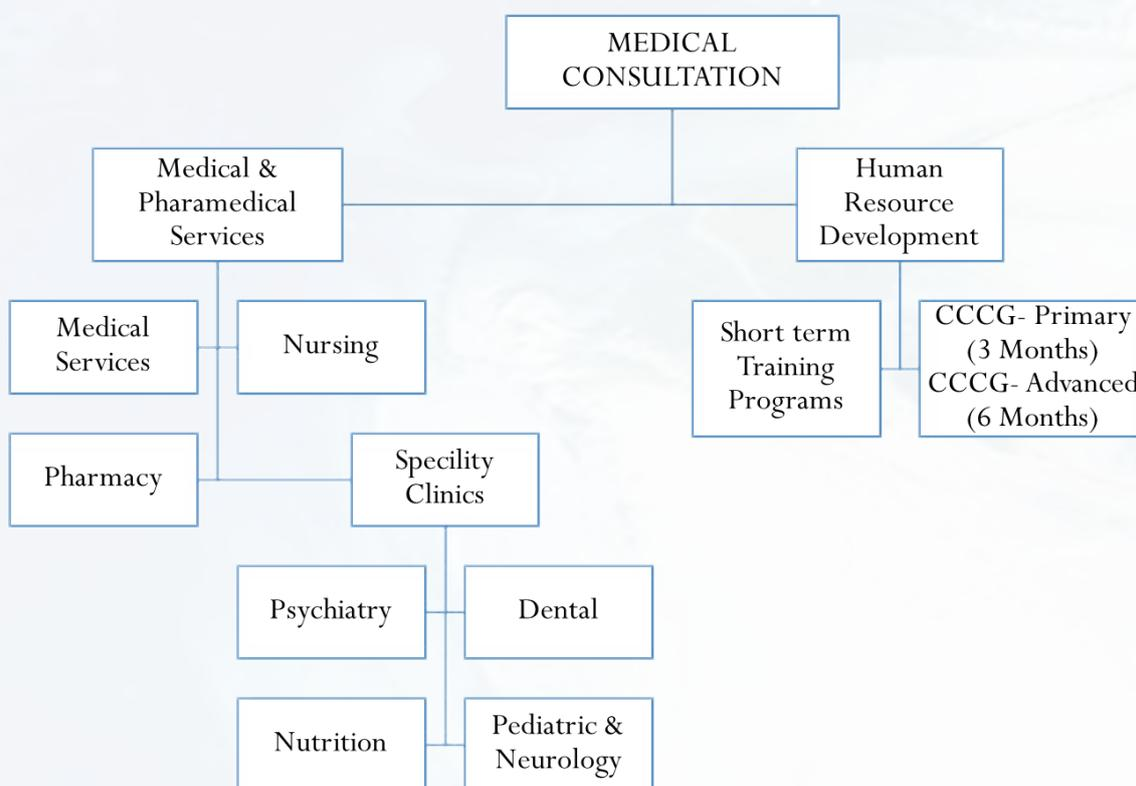 MEDICAL
CONSULTATION
Medical &
Pharamedical
Services
Human
Resource
Development
Medical
Services
Nursing
Short term
Training
Programs
CCCG- Primary
(3 Months)
CCCG- Advanced
(6 Months)
Pharmacy
Specility
Clinics
Psychiatry
Dental
Nutrition
Pediatric &
Neurology